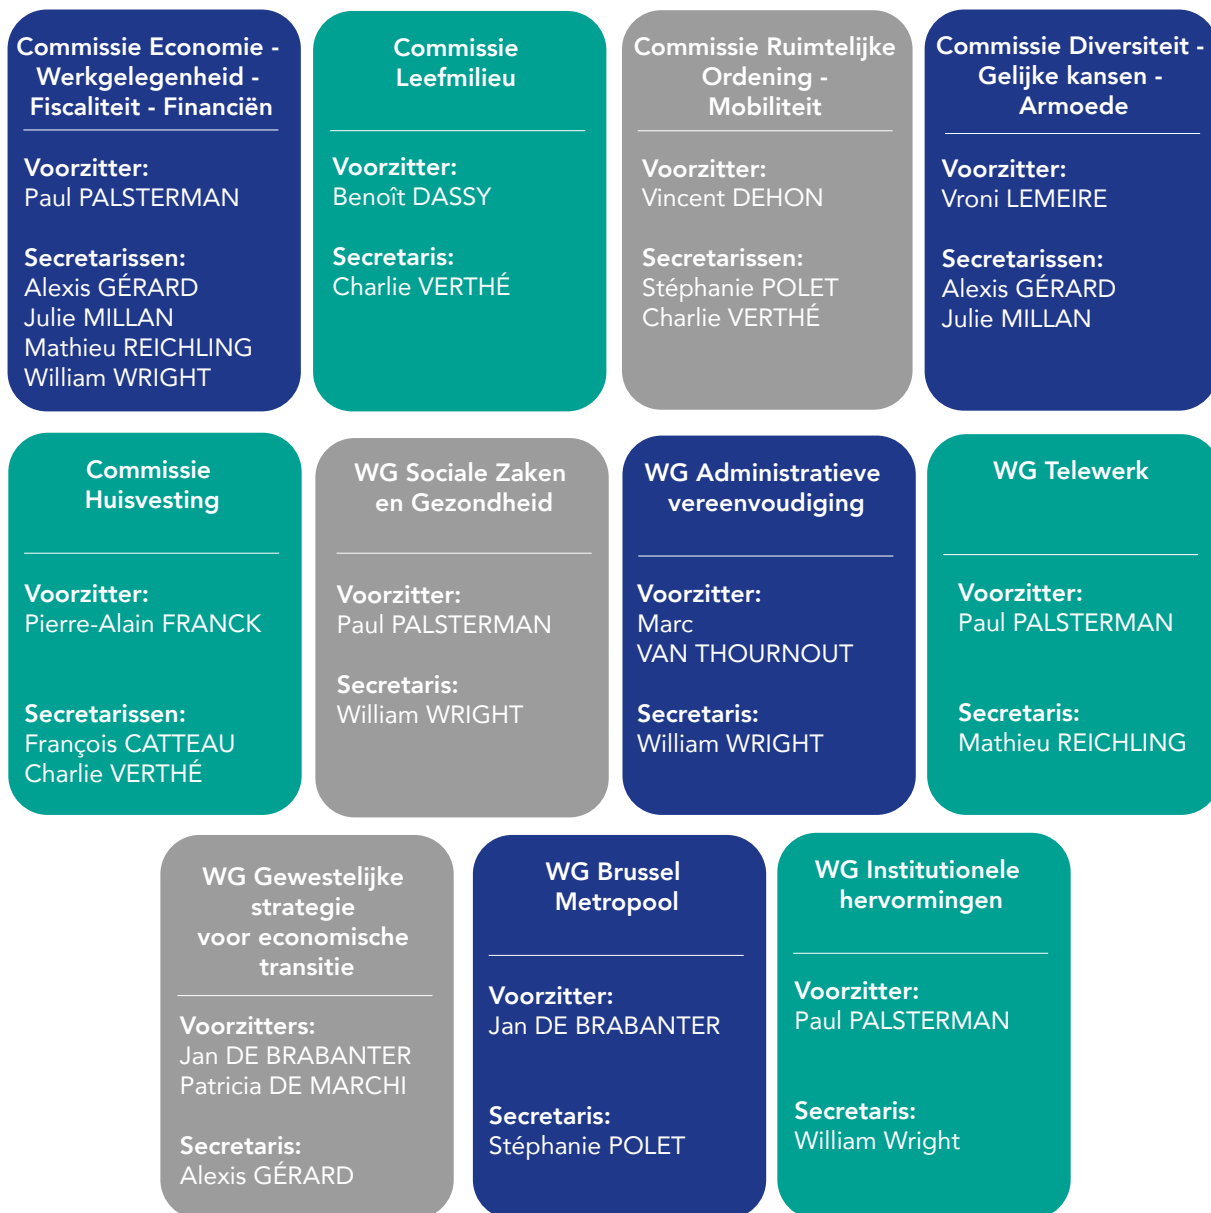 Commissie Economie -
Werkgelegenheid -
Fiscaliteit - Financiën
Voorzitter:
Paul PALSTERMAN
Secretarissen:
Alexis GÉRARD
Julie MILLAN
Mathieu REICHLING
William WRIGHT
Commissie
Leefmilieu
Voorzitter:
Benoît DASSY
Secretaris:
Charlie VERTHÉ
Commissie Ruimtelijke
Ordening -
Mobiliteit
Voorzitter:
Vincent DEHON
Secretarissen:
Stéphanie POLET
Charlie VERTHÉ
Commissie Diversiteit -
Gelijke kansen -
Armoede
Voorzitter:
Vroni LEMEIRE
Secretarissen:
Alexis GÉRARD
Julie MILLAN
Commissie
Huisvesting
Voorzitter:
Pierre-Alain FRANCK
Secretarissen:
François CATTEAU
Charlie VERTHÉ
WG Sociale Zaken
en Gezondheid
Voorzitter:
Paul PALSTERMAN
Secretaris:
William WRIGHT
WG Administratieve
vereenvoudiging
Voorzitter:
Marc
VAN THOURNOUT
Secretaris:
William WRIGHT
WG Telewerk
Voorzitter:
Paul PALSTERMAN
Secretaris:
Mathieu REICHLING
WG Gewestelijke
strategie
voor economische
transitie
Voorzitters:
Jan DE BRABANTER
Patricia DE MARCHI
Secretaris:
Alexis GÉRARD
WG Brussel
Metropool
Voorzitter:
Jan DE BRABANTER
Secretaris:
Stéphanie POLET
WG Institutionele
hervormingen
Voorzitter:
Paul PALSTERMAN
Secretaris:
William Wright